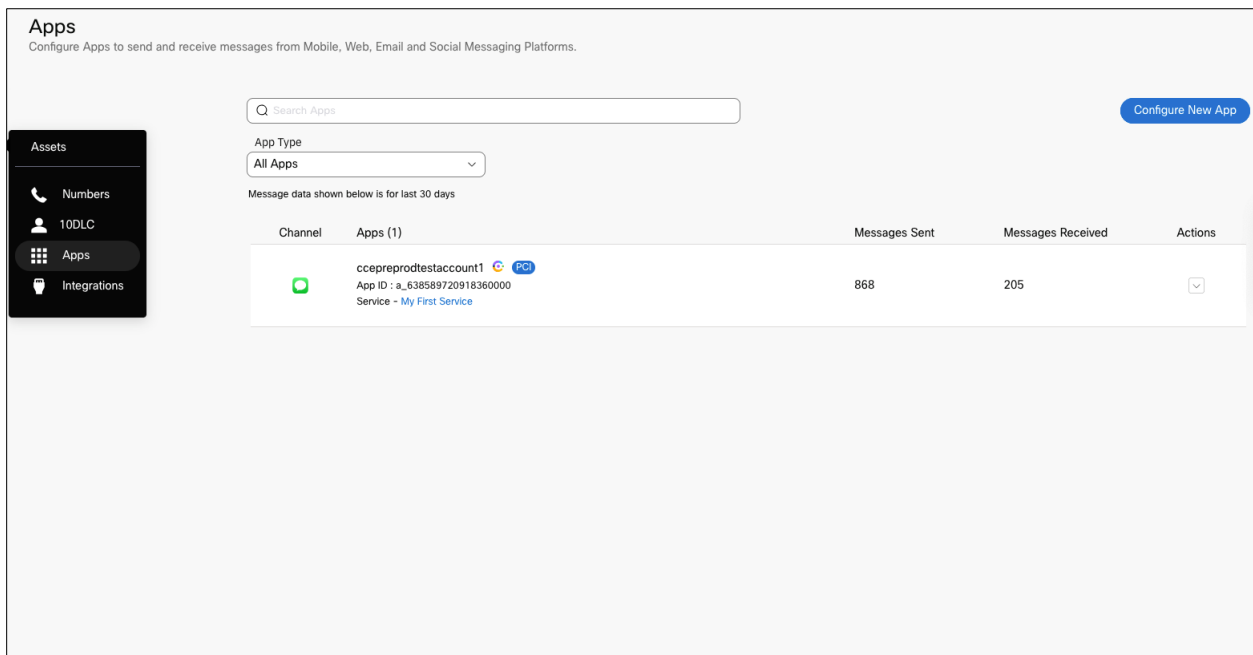 Apps
Configure Apps to send and receive messages from Mobile, Web, Email and Social Messaging Platforms.
Search Apps
Configure New App
Assets
Numbers
10DLC
Apps
Integrations
App Type
All Apps
Message data shown below is for last 30 days
Channel Apps (1) Messages Sent Messages Received Actions
ccepreprodtestaccount1 PCI
App ID : a_638589720918360000
Service - My First Service
868 205